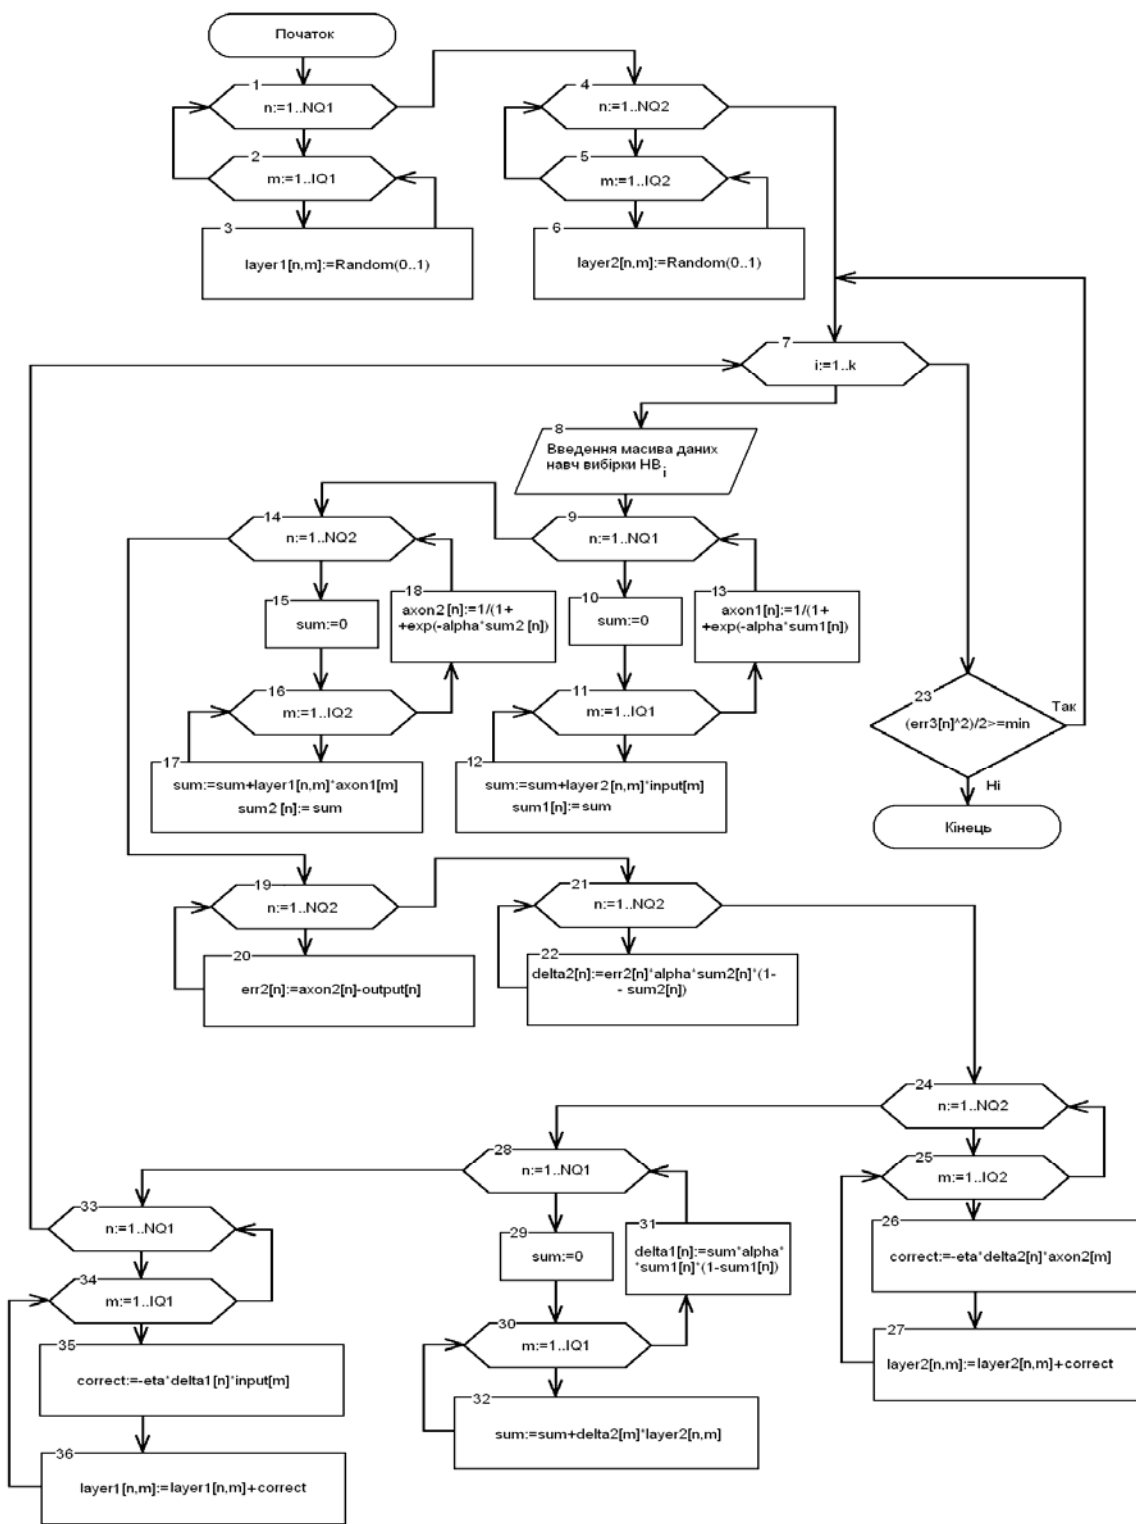 Початок
1
n:=1..NQ1
2
m:=1..IQ1
3
layer1[n,m]:=Random(0..1)
4
n:=1..NQ2
5
m:=1..IQ2
6
layer2[n,m]:=Random(0..1)
7
i:=1..k
8
Введення масива даних
навч вибірки НВi
9
n:=1..NQ1
10
sum:=0
11
m:=1..IQ1
12
sum:=sum+layer2[n,m]*input[m]
sum1[n]:= sum
13
axon1[n]:=1/(1+
+exp(-alpha*sum1[n])
14
n:=1..NQ2
15
sum:=0
16
m:=1..IQ2
17
sum:=sum+layer1[n,m]*axon1[m]
sum2 [n]:= sum
18
axon2 [n]:=1/(1+
+exp(-alpha*sum2 [n])
23
(err3[n]^2)/2>=min
Так
Ні
Кінець
19
n:=1..NQ2
20
err2[n]:=axon2[n]-output[n]
21
n:=1..NQ2
22
delta2[n]:=err2[n]*alpha*sum2[n]*(1-
- sum2[n])
24
n:=1..NQ2
25
m:=1..IQ2
26
correct:=-eta*delta2[n]*axon2[m]
27
layer2[n,m]:=layer2[n,m]+correct
28
n:=1..NQ1
29
sum:=0
30
m:=1..IQ1
31
delta1[n]:=sum*alpha*
*sum1[n]*(1-sum1[n])
32
sum:=sum+delta2[m]*layer2[n,m]
33
n:=1..NQ1
34
m:=1..IQ1
35
correct:=-eta*delta1[n]*input[m]
36
layer1[n,m]:=layer1[n,m]+correct